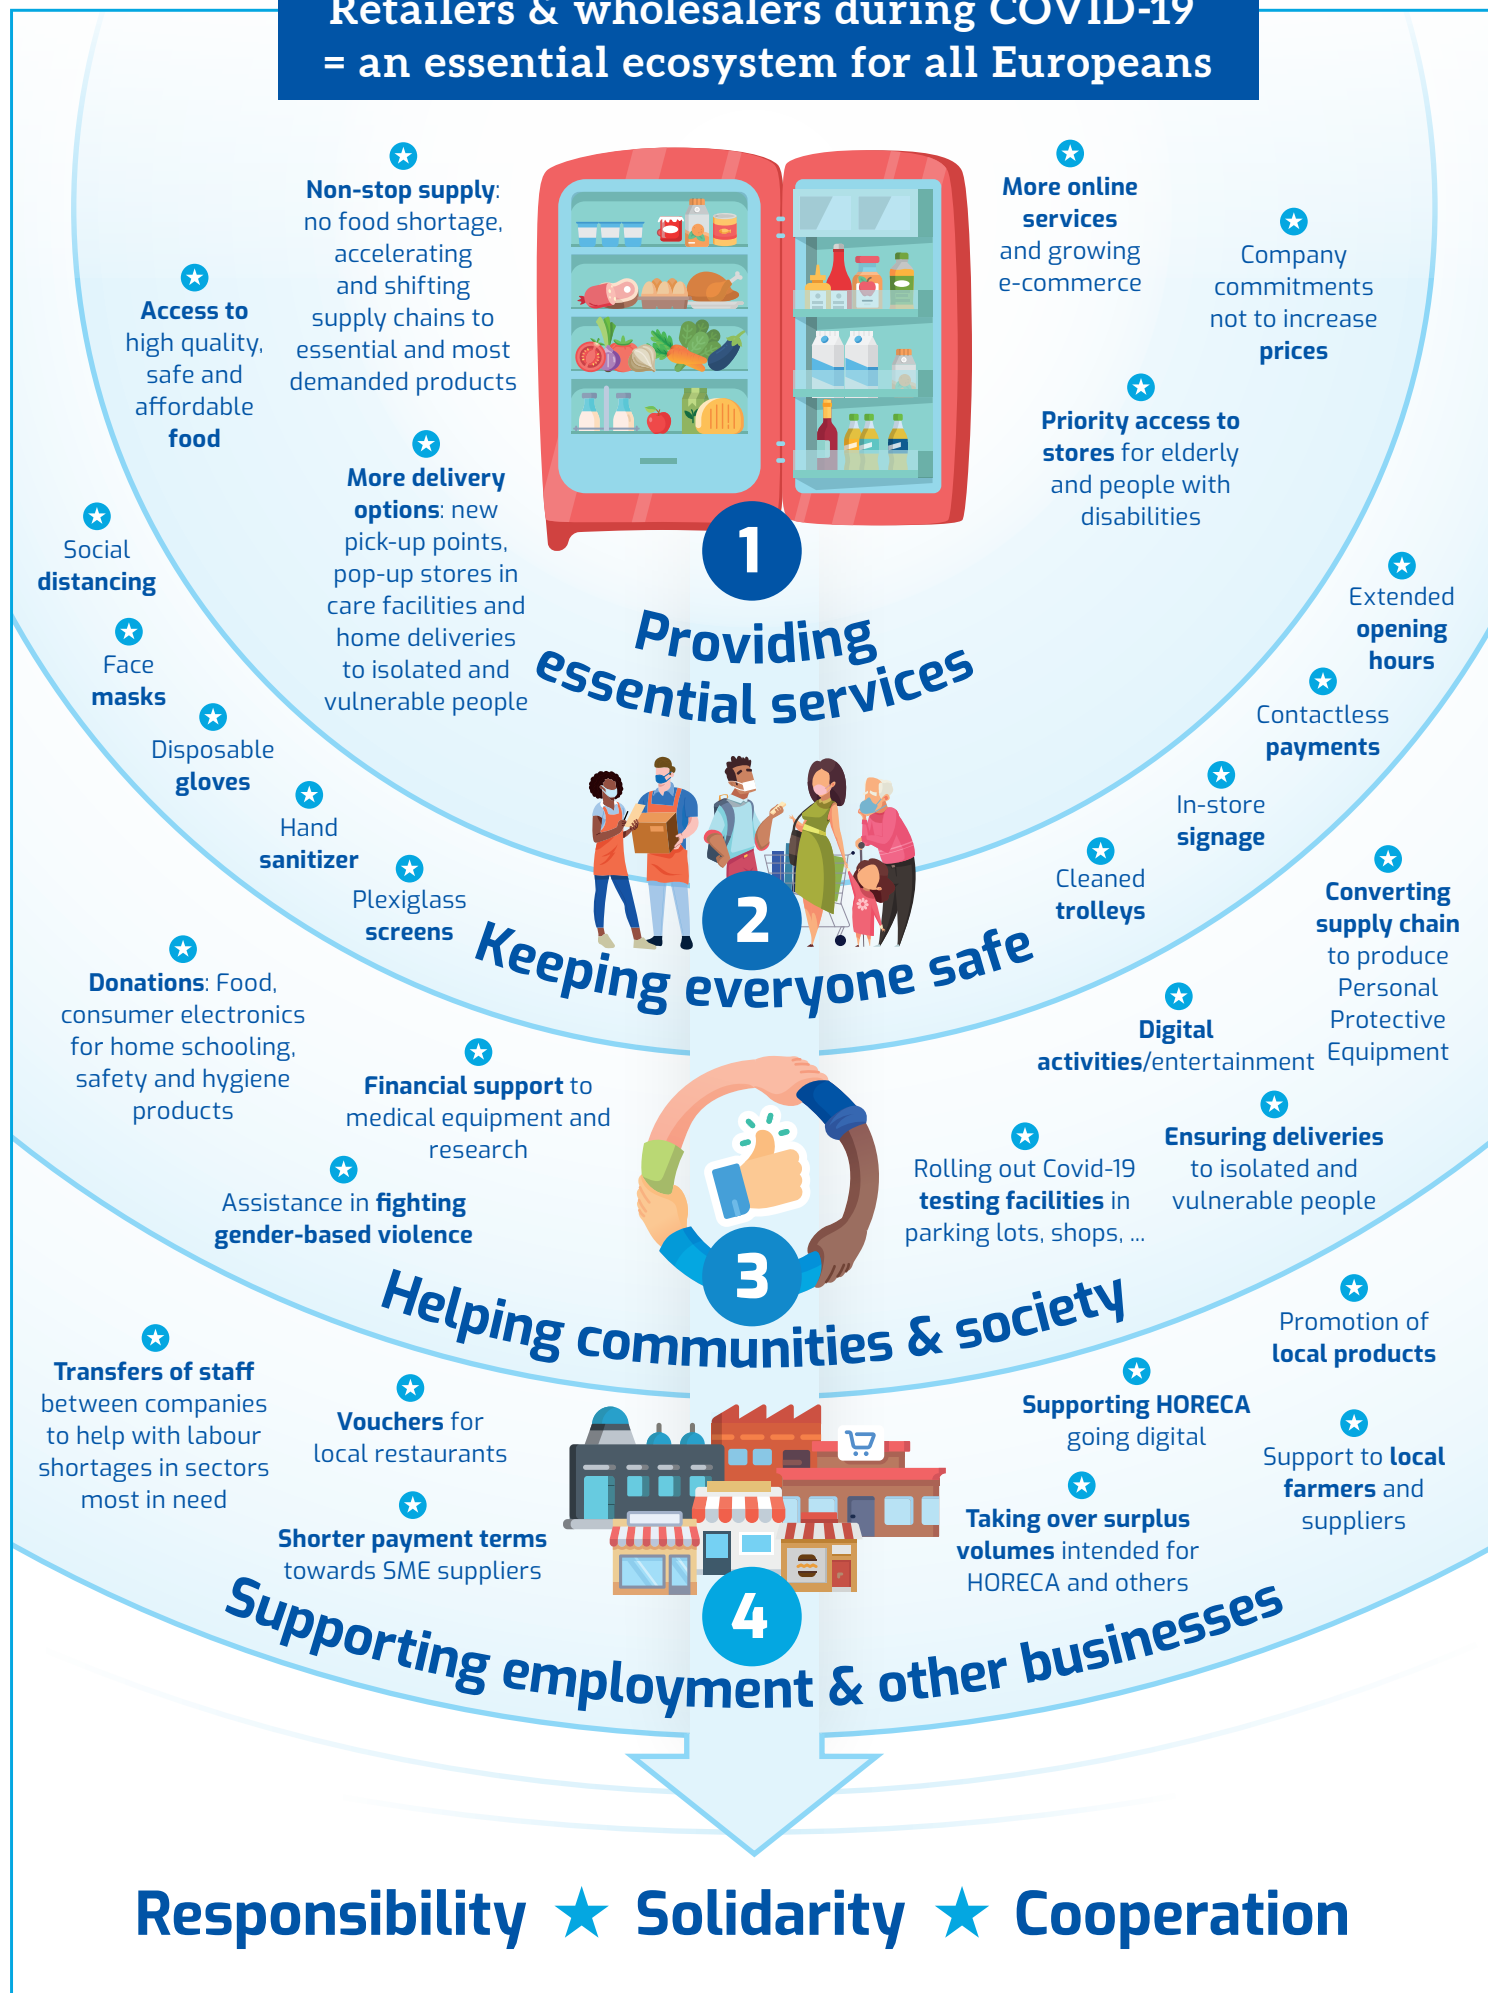 Retailers & wholesalers during COVID-19
= an essential ecosystem for all Europeans
Non-stop supply:
no food shortage,
accelerating
and shifting
supply chains to
essential and most
demanded products
Access to
high quality,
safe and
affordable
food
More delivery
options: new
pick-up points,
pop-up stores in
care facilities and
home deliveries
to isolated and
vulnerable people
More online
services
and growing
e-commerce
Company
commitments
not to increase
prices
Priority access to
stores for elderly
and people with
disabilities
1
Providing
essential services
Social
distancing
Face
masks
Disposable
gloves
Hand
sanitizer
Plexiglass
screens
Extended
opening
hours
Contactless
payments
In-store
signage
Cleaned
trolleys
2
Keeping everyone safe
Donations: Food,
consumer electronics
for home schooling,
safety and hygiene
products
Financial support to
medical equipment and
research
Assistance in fighting
gender-based violence
Converting
supply chain
to produce
Personal
Protective
Equipment
Digital
activities/entertainment
Ensuring deliveries
to isolated and
vulnerable people
Rolling out Covid-19
testing facilities in
parking lots, shops, ...
3
Helping communities & society
Transfers of staff
between companies
to help with labour
shortages in sectors
most in need
Vouchers for
local restaurants
Shorter payment terms
towards SME suppliers
Promotion of
local products
Supporting HORECA
going digital
Support to local
farmers and
suppliers
Taking over surplus
volumes intended for
HORECA and others
4
Supporting employment & other businesses
Responsibility ★ Solidarity ★ Cooperation